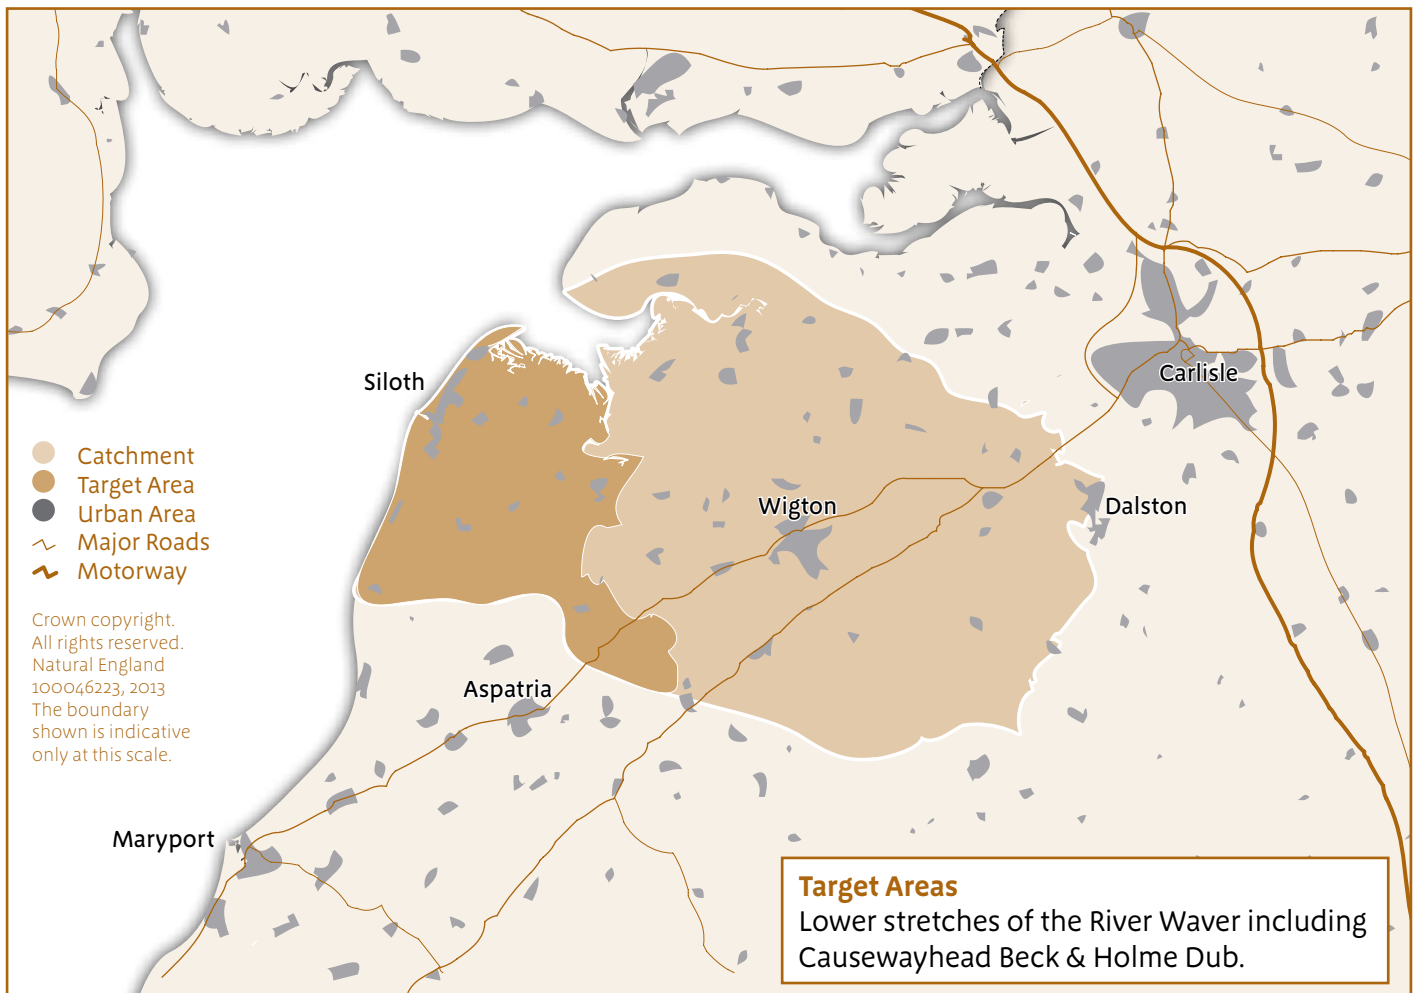 Siloth
Carlisle
Catchment
Target Area
Urban Area
Major Roads
Motorway
Wigton
Dalston
Crown copyright.
All rights reserved.
Natural England
100046223, 2013
The boundary
shown is indicative
only at this scale.
Aspatria
Maryport
Target Areas
Lower stretches of the River Waver including
Causewayhead Beck & Holme Dub.